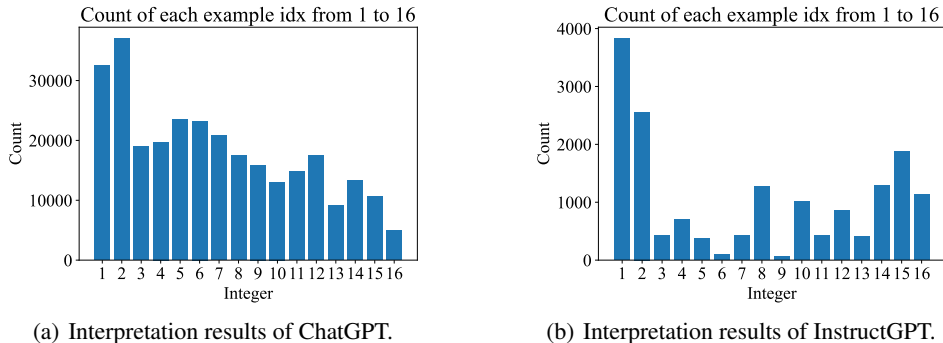 Count of each example idx from 1 to 16
30000
20000
10000
0
Count
1 2 3 4 5 6 7 8 9 10 11 12 13 14 15 16
Integer
(a) Interpretation results of ChatGPT.
Count of each example idx from 1 to 16
4000
3000
2000
1000
0
Count
1 2 3 4 5 6 7 8 9 10 11 12 13 14 15 16
Integer
(b) Interpretation results of InstructGPT.